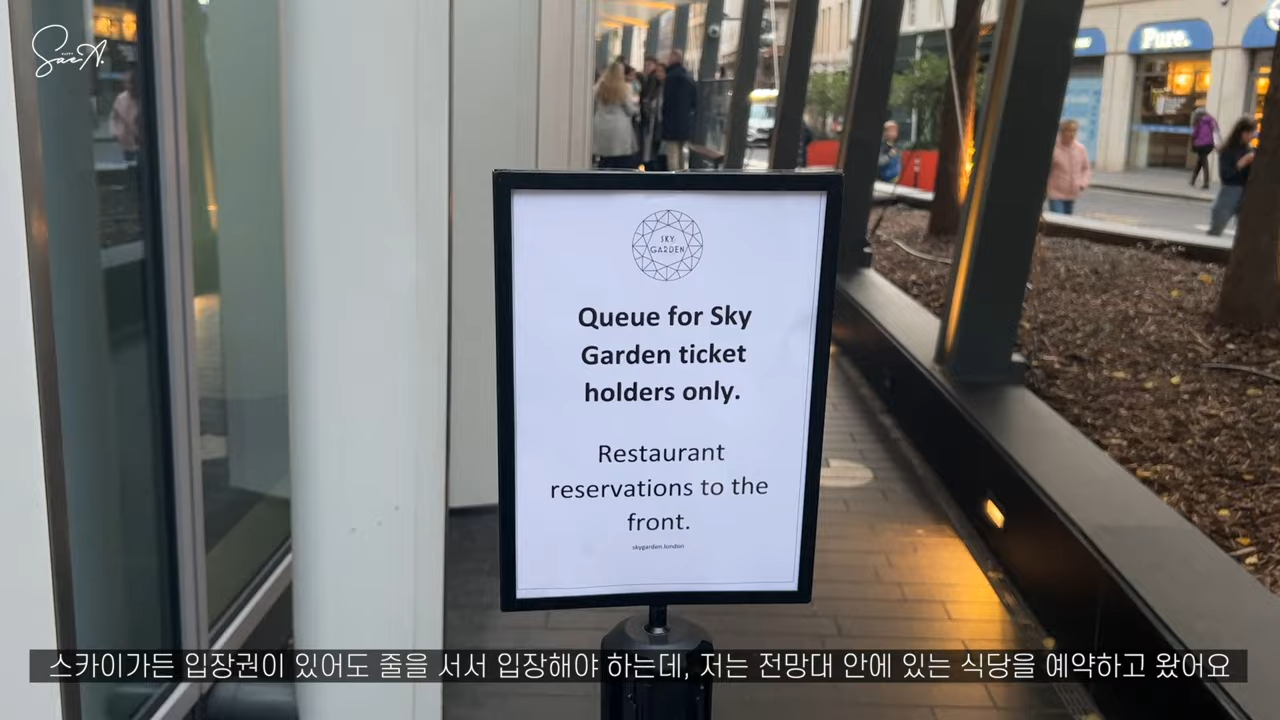 SaeA.
Pure.
SKY
GARDEN
Queue for Sky
Garden ticket
holders only.
Restaurant
reservations to the
front.
skygarden.london
스카이가든 입장권이 있어도 줄을 서서 입장해야 하는데, 저는 전망대 안에 있는 식당을 예약하고 왔어요